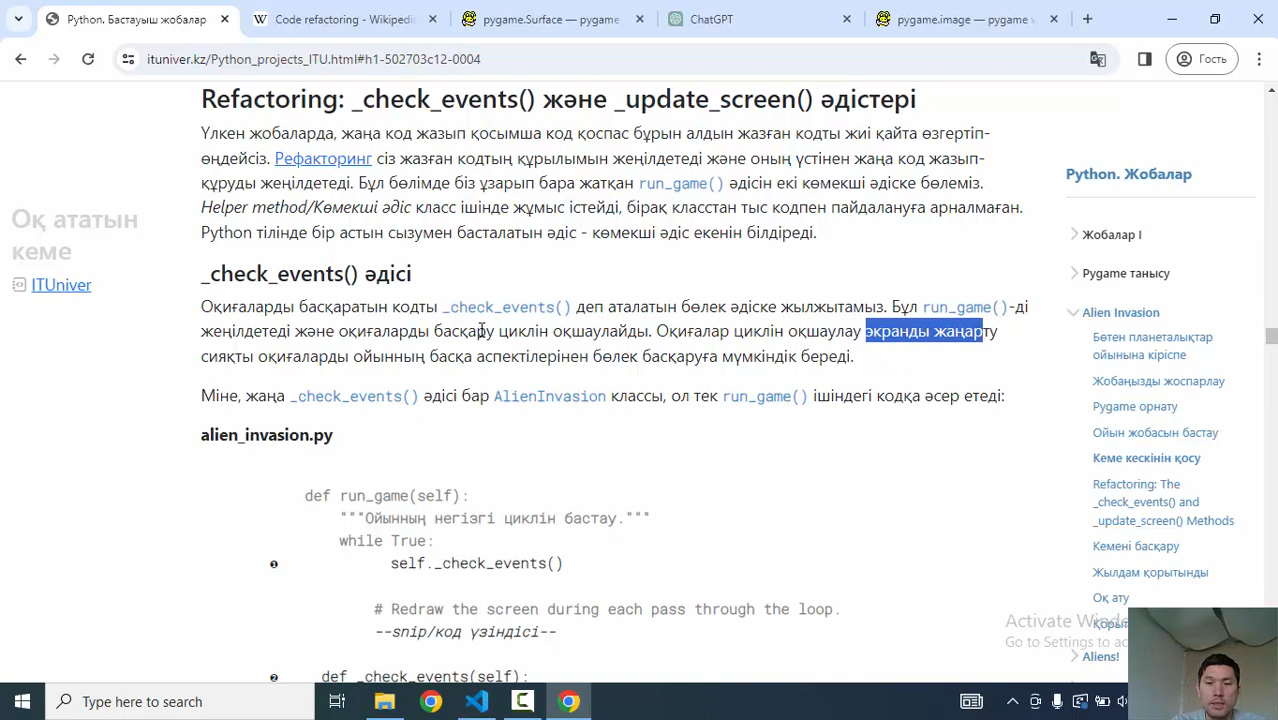 Python. Бастауыш жобалар
Code refactoring - Wikipedi
pygame.Surface — pygame
ChatGPT
pygame.image — pygame v
ituniver.kz/Python_projects_ITU.html#h1-502703c12-0004
Гость
Refactoring: _check_events() және _update_screen() әдістері
Үлкен жобаларда, жаңа код жазып қосымша код қоспас бұрын алдын жазған кодты жиі қайта өзгертіп-
өңдейсіз. Рефакторинг сіз жазған кодтың құрылымын жеңілдетеді және оның үстінен жаңа код жазып-
құруды жеңілдетеді. Бұл бөлімде біз ұзарып бара жатқан run_game() әдісін екі көмекші әдіске бөлеміз.
Helper method/Көмекші әдіс класс ішінде жұмыс істейді, бірақ класстан тыс кодпен пайдалануға арналмаған.
Python тілінде бір астын сызумен басталатын әдіс - көмекші әдіс екенін білдіреді.
_check_events() әдісі
Оқиғаларды басқаратын кодты _check_events() деп аталатын бөлек әдіске жылжытамыз. Бұл run_game()-ді
жеңілдетеді және оқиғаларды басқару циклін оқшаулайды. Оқиғалар циклін оқшаулау экранды жаңарту
сияқты оқиғаларды ойынның басқа аспектілерінен бөлек басқаруға мүмкіндік береді.
Міне, жаңа _check_events() әдісі бар AlienInvasion классы, ол тек run_game() ішіндегі кодқа әсер етеді:
alien_invasion.py
def run_game(self):
"""Ойынның негізгі циклін бастау."""
while True:
❶ self._check_events()
# Redraw the screen during each pass through the loop.
--snip/код үзіндісі--
❷ def _check_events(self):
Оқ ататын
кеме
ITUniver
Python. Жобалар
Жобалар I
Pygame танысу
Alien Invasion
Бөтен планеталықтар
ойынына кіріспе
Жобаңызды жоспарлау
Pygame орнату
Ойын жобасын бастау
Кеме кескінін қосу
Refactoring: The
_check_events() and
_update_screen() Methods
Кемені басқару
Жылдам қорытынды
Оқ ату
Aliens!
Activate Wind
Go to Settings to ac
Type here to search